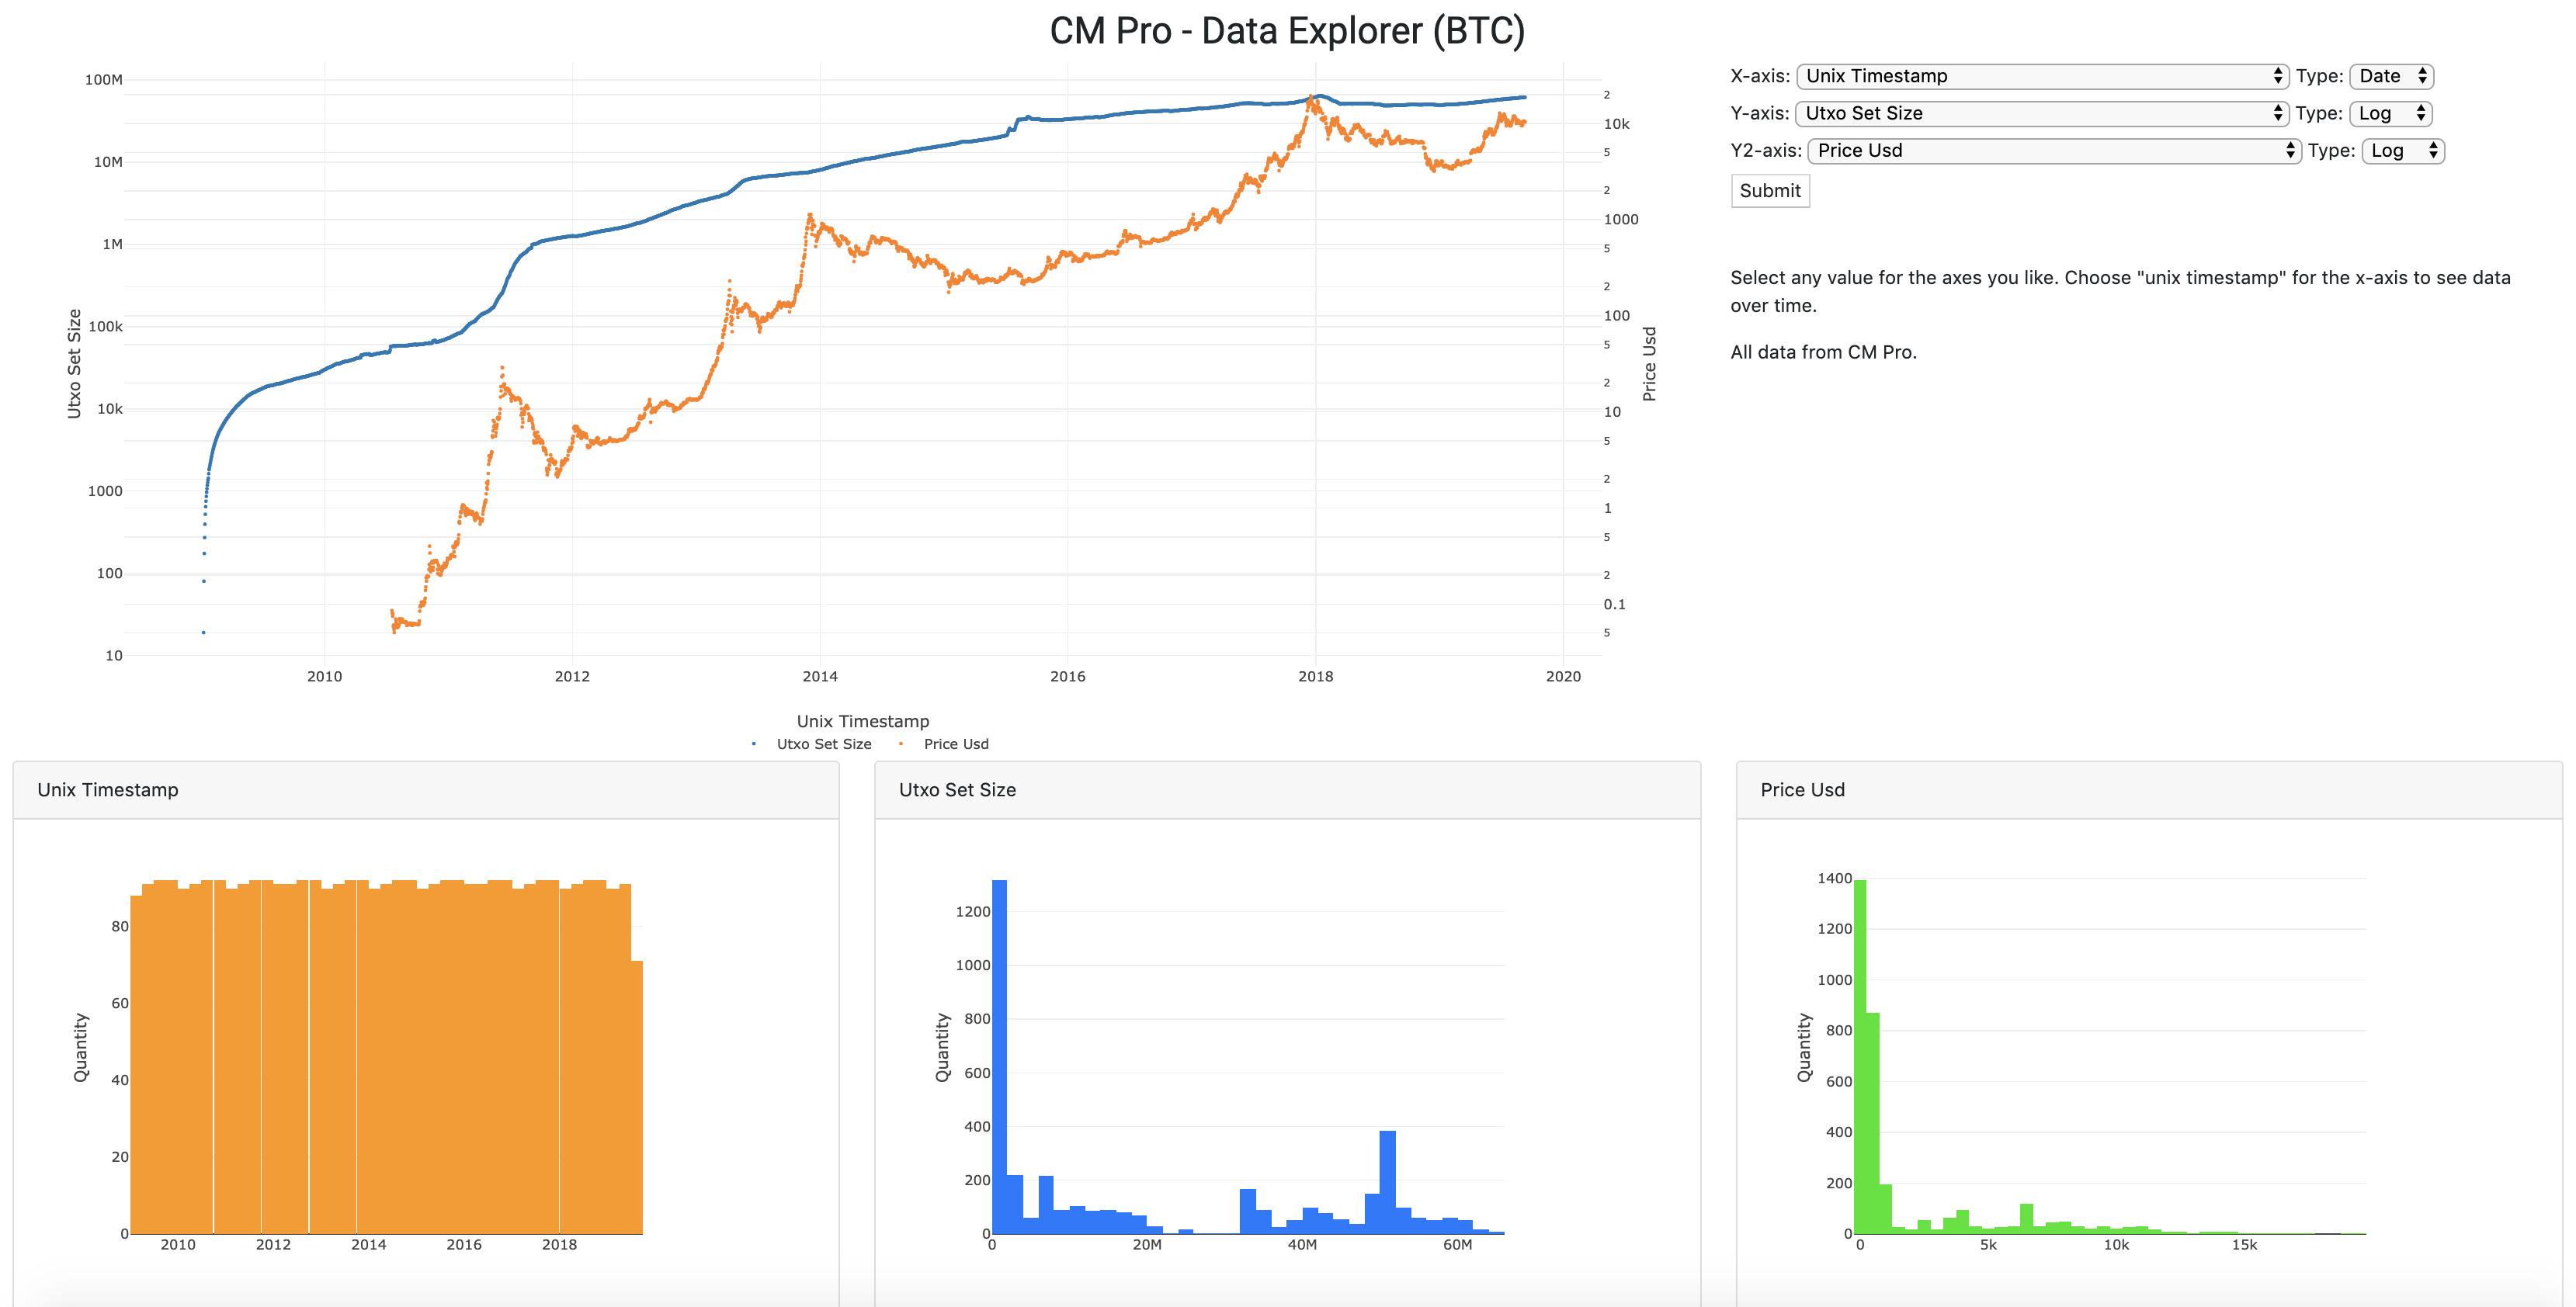 CM Pro - Data Explorer (BTC)
X-axis: Unix Timestamp Type: Date
Y-axis: Utxo Set Size Type: Log
Y2-axis: Price Usd Type: Log
Submit
Select any value for the axes you like. Choose "unix timestamp" for the x-axis to see data
over time.
All data from CM Pro.
Utxo Set Size
100M
10M
1M
100k
10k
1000
100
10
2
10k
5
2
1000
5
2
100
5
2
10
5
2
1
5
2
0.1
5
Price Usd
2010 2012 2014 2016 2018 2020
Unix Timestamp
Utxo Set Size Price Usd
Unix Timestamp
Quantity
80
60
40
20
0
2010 2012 2014 2016 2018
Utxo Set Size
Quantity
1200
1000
800
600
400
200
0
0 20M 40M 60M
Price Usd
Quantity
1400
1200
1000
800
600
400
200
0
0 5k 10k 15k